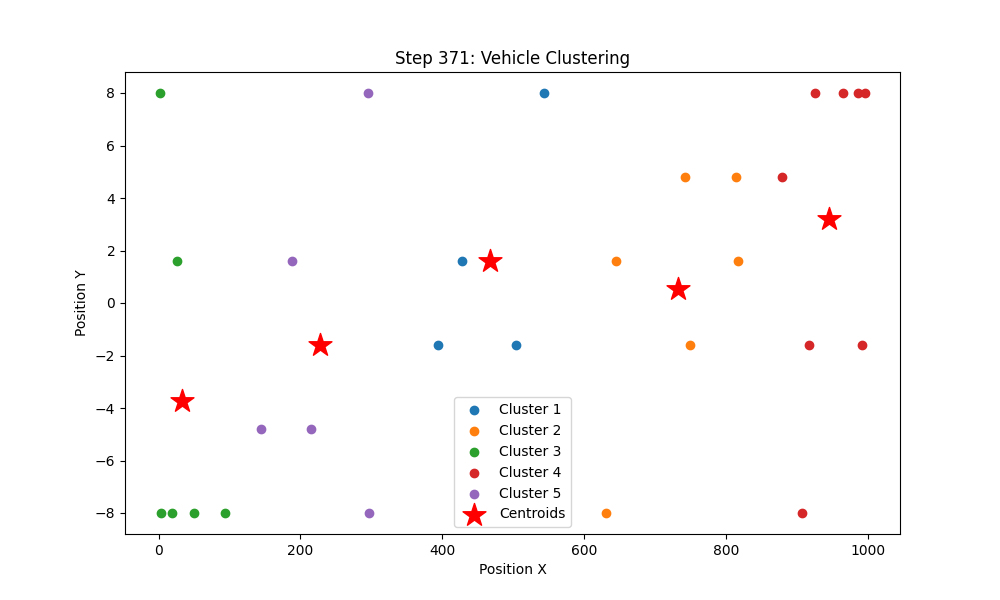 Step 371: Vehicle Clustering
Position Y
8
6
4
2
0
−2
−4
−6
−8
Cluster 1
Cluster 2
Cluster 3
Cluster 4
Cluster 5
Centroids
0 200 400 600 800 1000
Position X